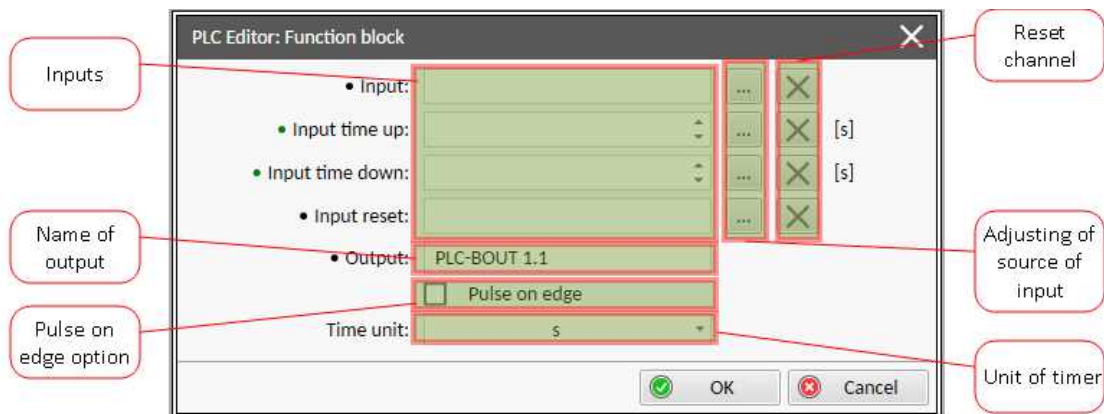 PLC Editor: Function block
Reset
channel
Inputs
• Input:
...
• Input time up:
...
[s]
• Input time down:
...
[s]
• Input reset:
...
Name of
output
• Output:
PLC-BOUT 1.1
Adjusting of
source of
input
Pulse on edge
Pulse on
edge option
Time unit:
s
Unit of timer
OK
Cancel